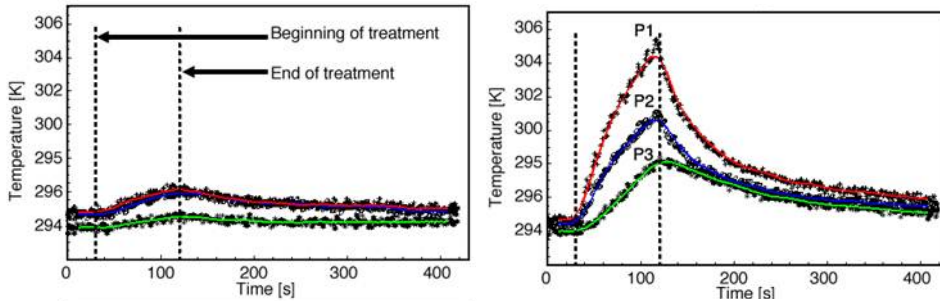 306
304
302
300
295
296
294
Temperature [K]
Beginning of treatment
End of treatment
0 100 200 300 400
Time [s]
306
304
302
300
295
296
294
Temperature [K]
P1
P2
P3
0 100 200 300 400
Time [s]